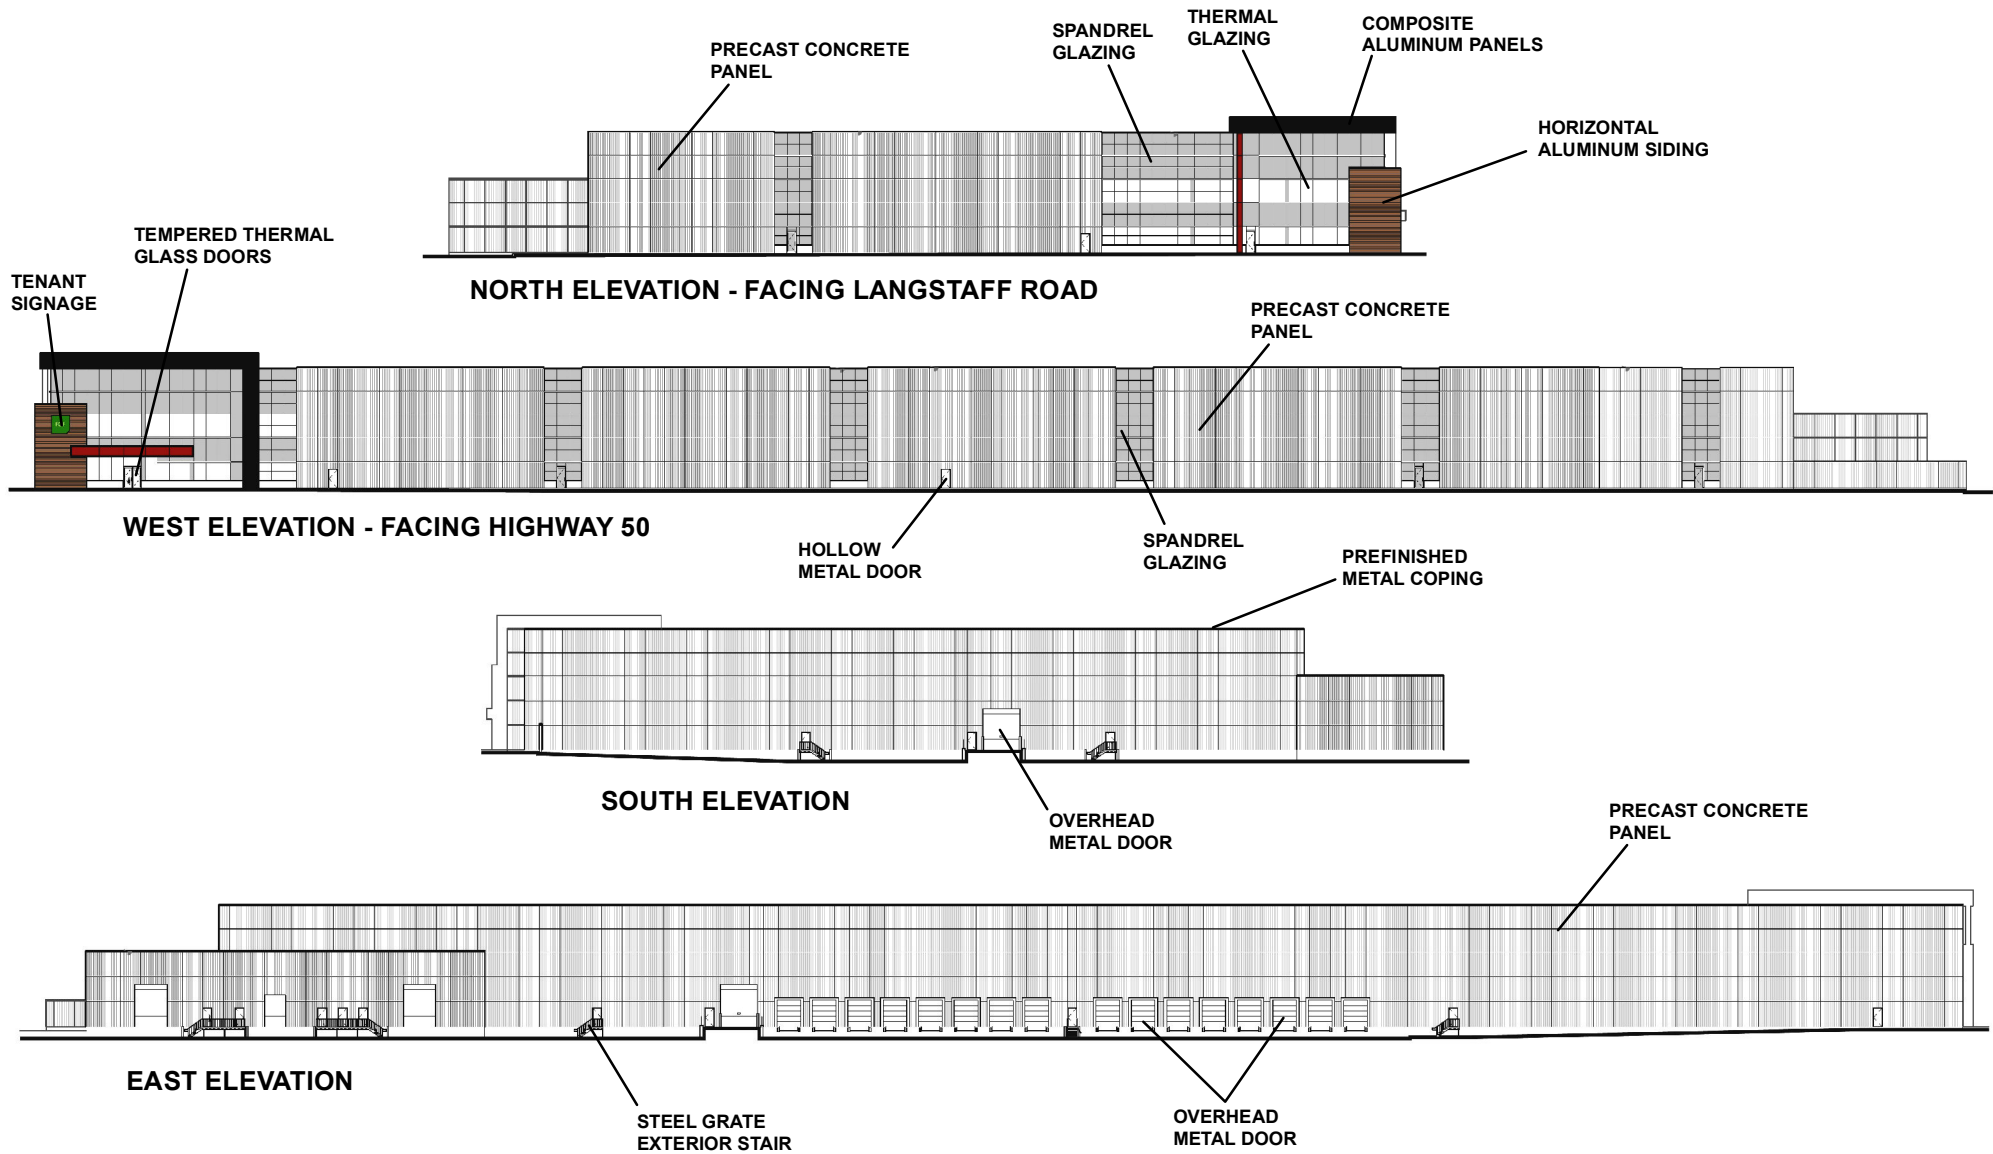 PRECAST CONCRETE
PANEL
SPANDREL
GLAZING
THERMAL
GLAZING
COMPOSITE
ALUMINUM PANELS
HORIZONTAL
ALUMINUM SIDING
NORTH ELEVATION - FACING LANGSTAFF ROAD
TENANT
SIGNAGE
TEMPERED THERMAL
GLASS DOORS
PRECAST CONCRETE
PANEL
WEST ELEVATION - FACING HIGHWAY 50
HOLLOW
METAL DOOR
SPANDREL
GLAZING
PREFINISHED
METAL COPING
SOUTH ELEVATION
OVERHEAD
METAL DOOR
PRECAST CONCRETE
PANEL
EAST ELEVATION
STEEL GRATE
EXTERIOR STAIR
OVERHEAD
METAL DOOR